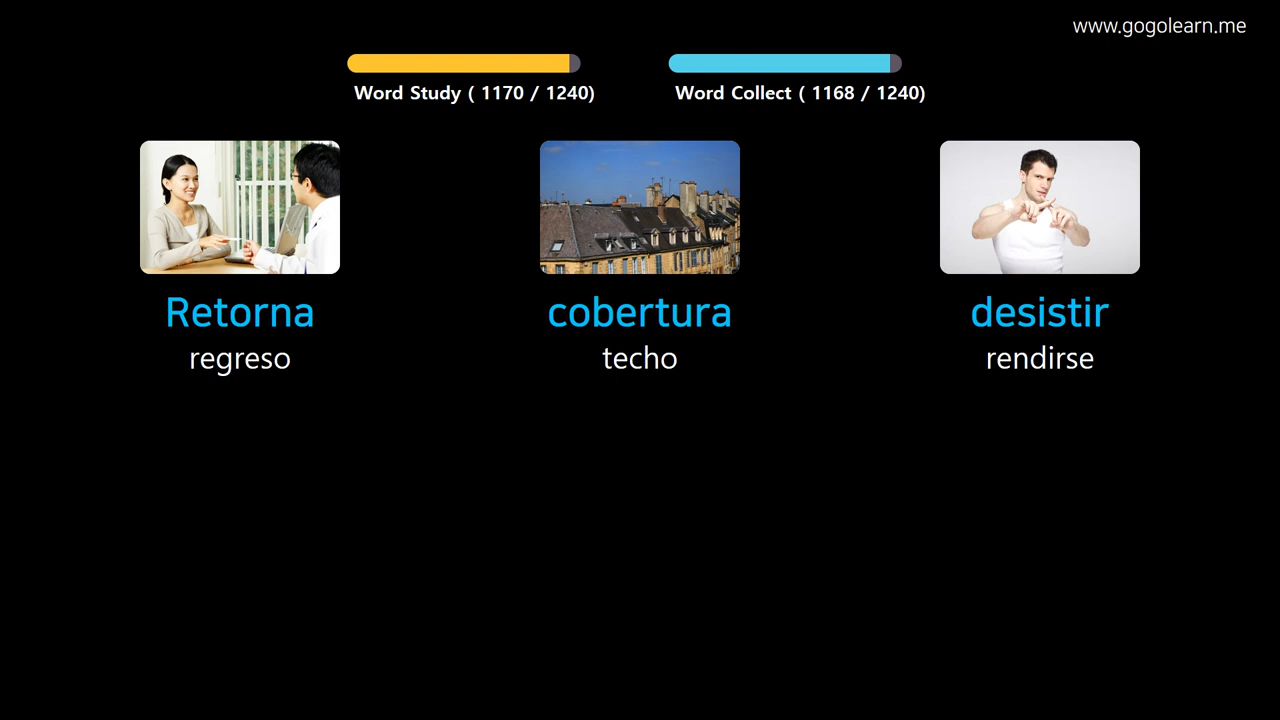 www.gogolearn.me
Word Study ( 1170 / 1240)
Word Collect ( 1168 / 1240)
Retorna
cobertura
desistir
regreso
techo
rendirse